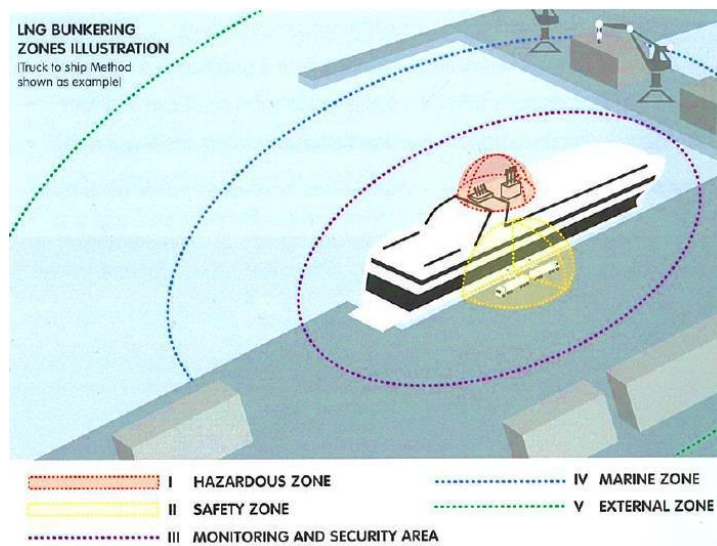 LNG BUNKERING
ZONES ILLUSTRATION
(Truck to ship Method
shown as example)
I HAZARDOUS ZONE
II SAFETY ZONE
III MONITORING AND SECURITY AREA
IV MARINE ZONE
V EXTERNAL ZONE